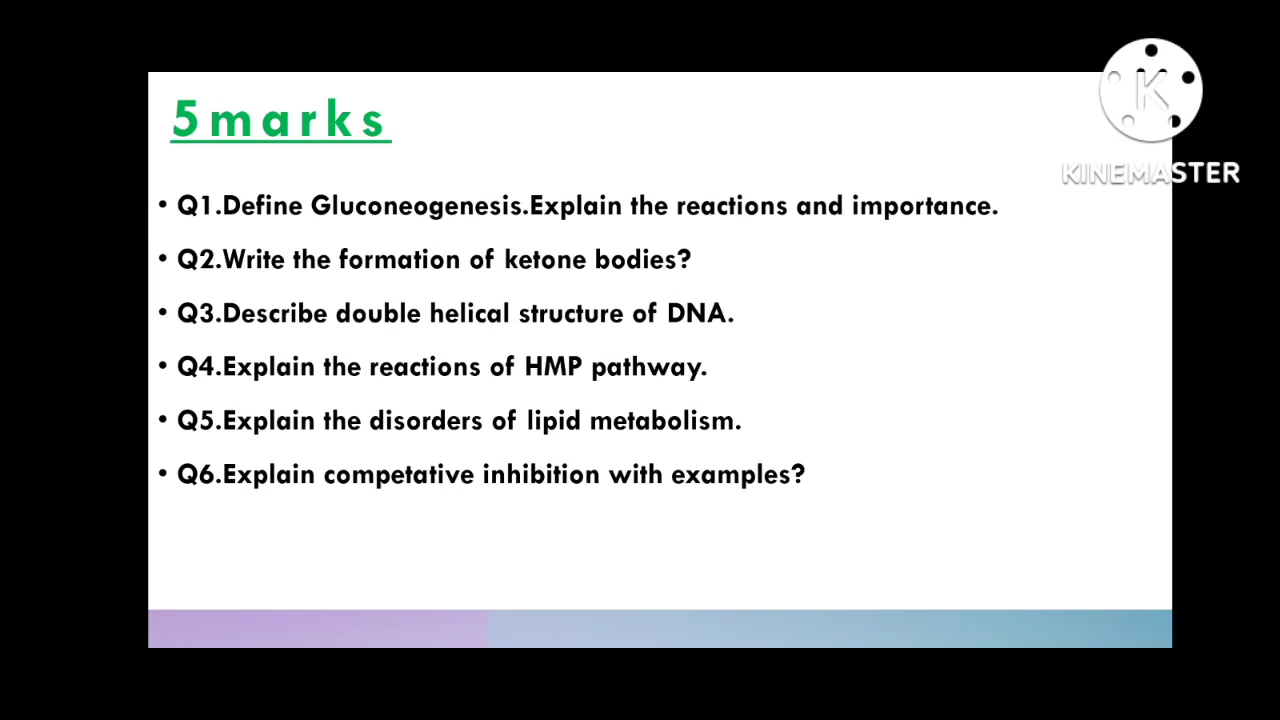 5marks
KINEMASTER
• Q1.Define Gluconeogenesis.Explain the reactions and importance.
• Q2.Write the formation of ketone bodies?
• Q3.Describe double helical structure of DNA.
• Q4.Explain the reactions of HMP pathway.
• Q5.Explain the disorders of lipid metabolism.
• Q6.Explain competative inhibition with examples?